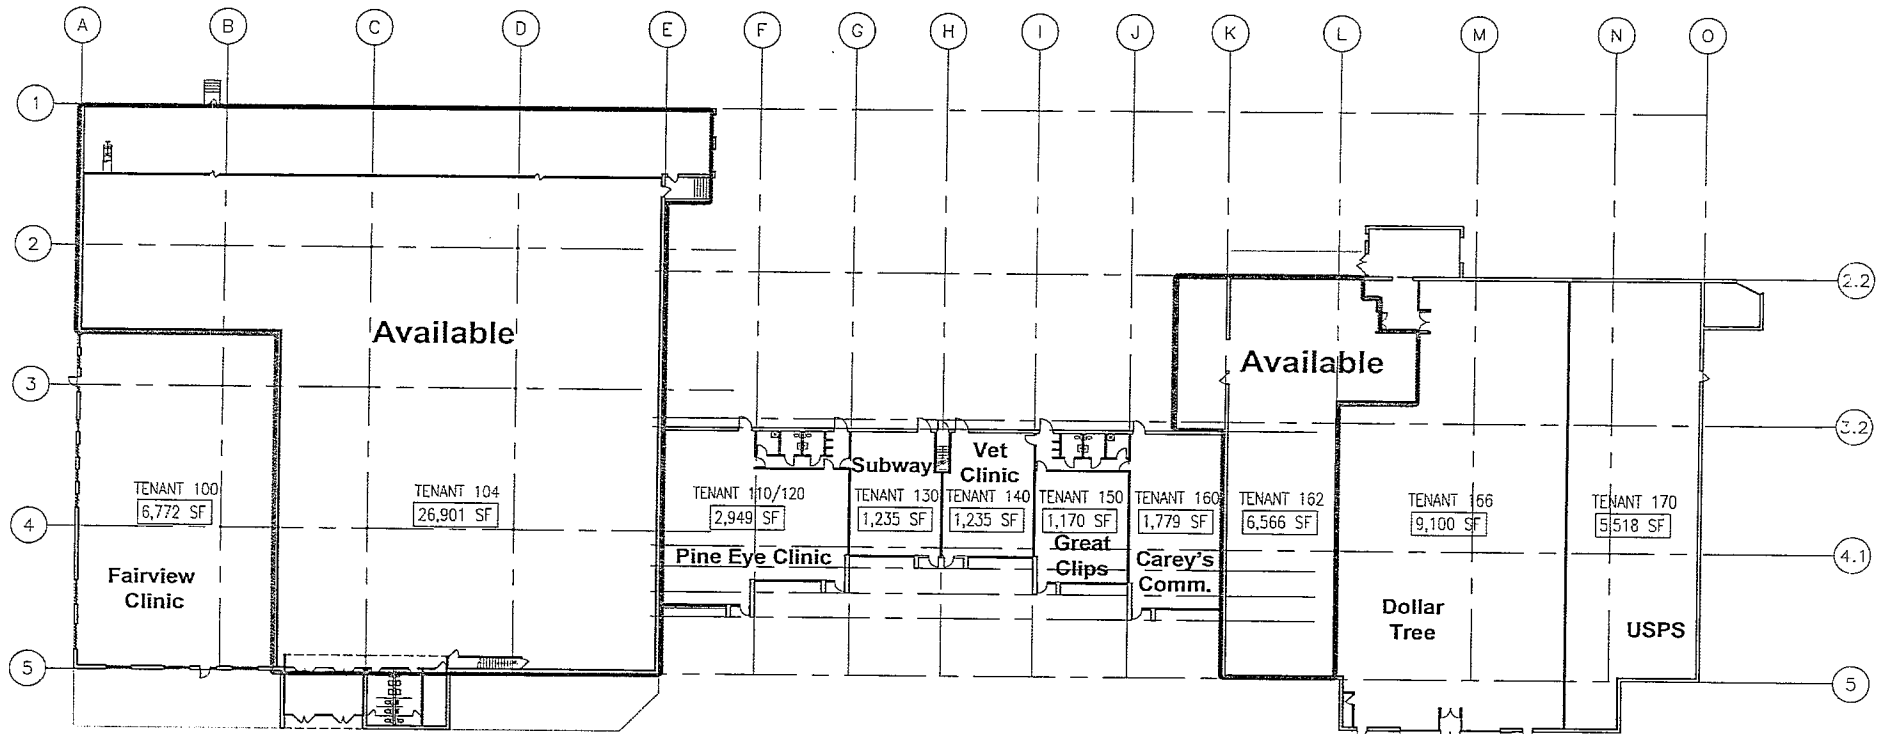 A B C D E F G H I J K L M N O
1
2
2.2
Available
Available
3
3.2
Subway
Vet
Clinic
TENANT 100
6,772 SF
TENANT 104
26,901 SF
TENANT 110/120
2,949 SF
TENANT 130
1,235 SF
TENANT 140
1,235 SF
TENANT 150
1,170 SF
TENANT 160
1,779 SF
TENANT 162
6,566 SF
TENANT 166
9,100 SF
TENANT 170
5,518 SF
4
4.1
Fairview
Clinic
Pine Eye Clinic
Great
Clips
Carey's
Comm.
Dollar
Tree
USPS
5
5